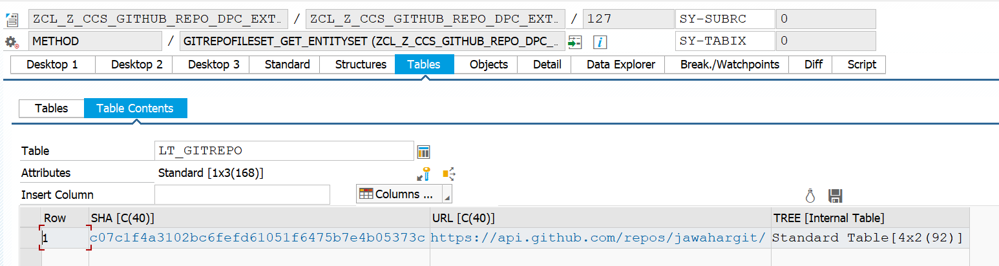 ZCL_Z_CCS_GITHUB_REPO_DPC_EXT… / ZCL_Z_CCS_GITHUB_REPO_DPC_EXT… / 127 SY-SUBRC 0
METHOD / GITREPOFILESET_GET_ENTITYSET (ZCL_Z_CCS_GITHUB_REPO_DPC_… SY-TABIX 0
Desktop 1 Desktop 2 Desktop 3 Standard Structures Tables Objects Detail Data Explorer Break./Watchpoints Diff Script
Tables Table Contents
Table LT_GITREPO
Attributes Standard [1x3(168)]
Insert Column Columns ...
Row SHA [C(40)] URL [C(40)] TREE [Internal Table]
1 c07c1f4a3102bc6fefd61051f6475b7e4b05373c https://api.github.com/repos/jawahargit/ Standard Table[4x2(92)]